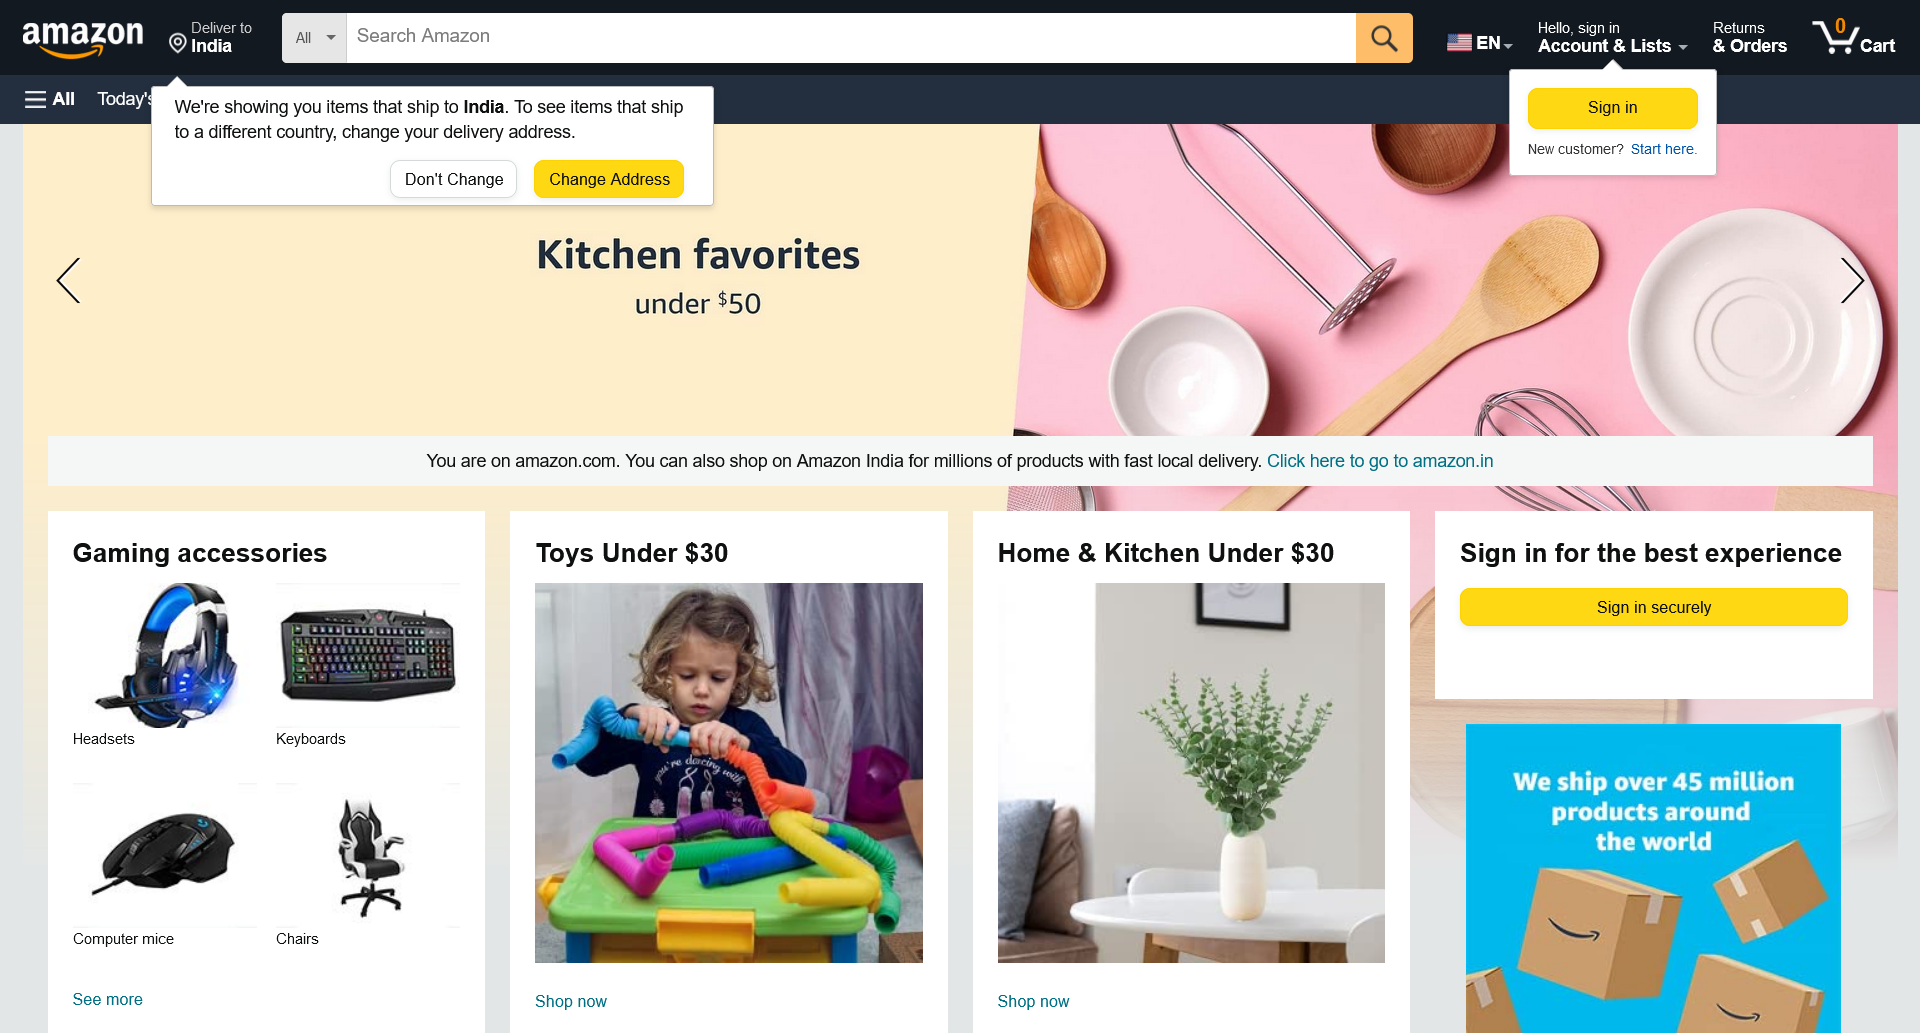 amazon
Deliver to
India
All
Search Amazon
EN
Hello, sign in
Account & Lists
Returns
& Orders
0
Cart
All
Today's
We're showing you items that ship to India. To see items that ship
to a different country, change your delivery address.
Don't Change
Change Address
Sign in
New customer? Start here.
Kitchen favorites
under $50
You are on amazon.com. You can also shop on Amazon India for millions of products with fast local delivery. Click here to go to amazon.in
Gaming accessories
Headsets
Keyboards
Computer mice
Chairs
See more
Toys Under $30
you're dancing with
Shop now
Home & Kitchen Under $30
Shop now
Sign in for the best experience
Sign in securely
We ship over 45 million
products around
the world